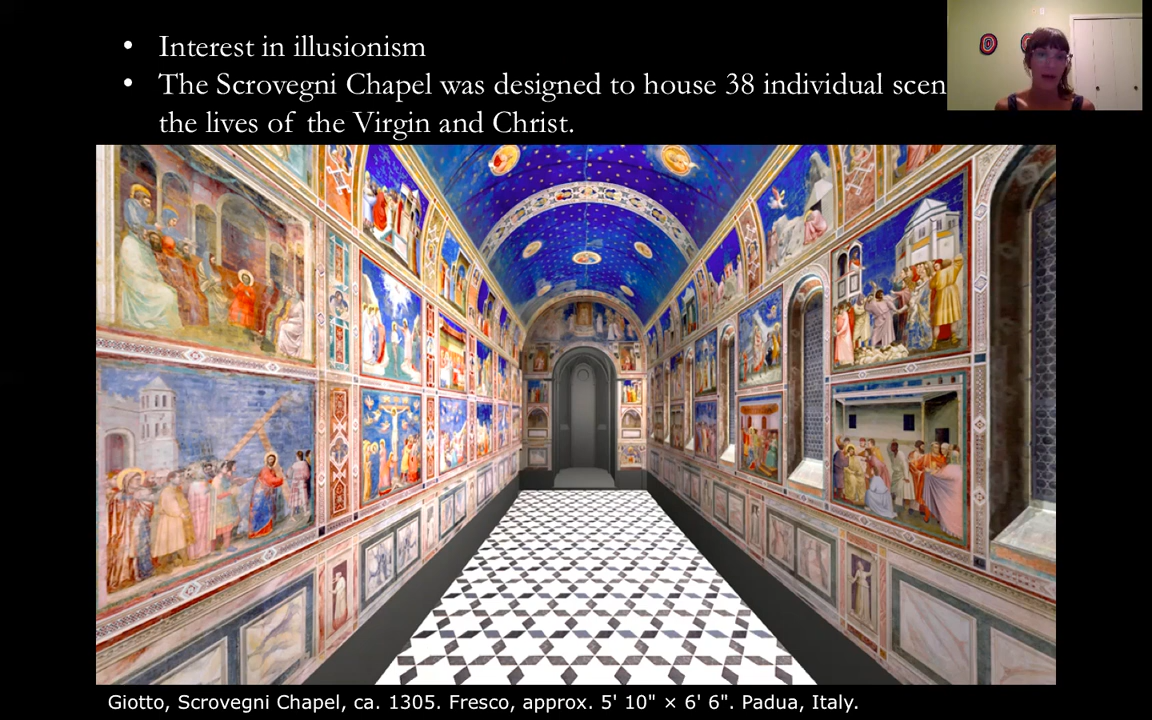 • Interest in illusionism
• The Scrovegni Chapel was designed to house 38 individual scen
the lives of the Virgin and Christ.
Giotto, Scrovegni Chapel, ca. 1305. Fresco, approx. 5' 10" × 6' 6". Padua, Italy.